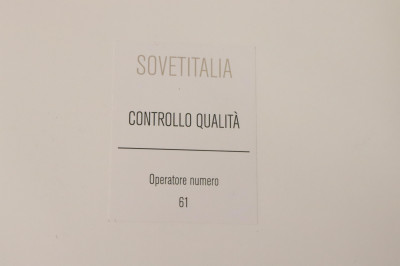 SOVETITALIA
CONTROLLO QUALITÀ
Operatore numero
61